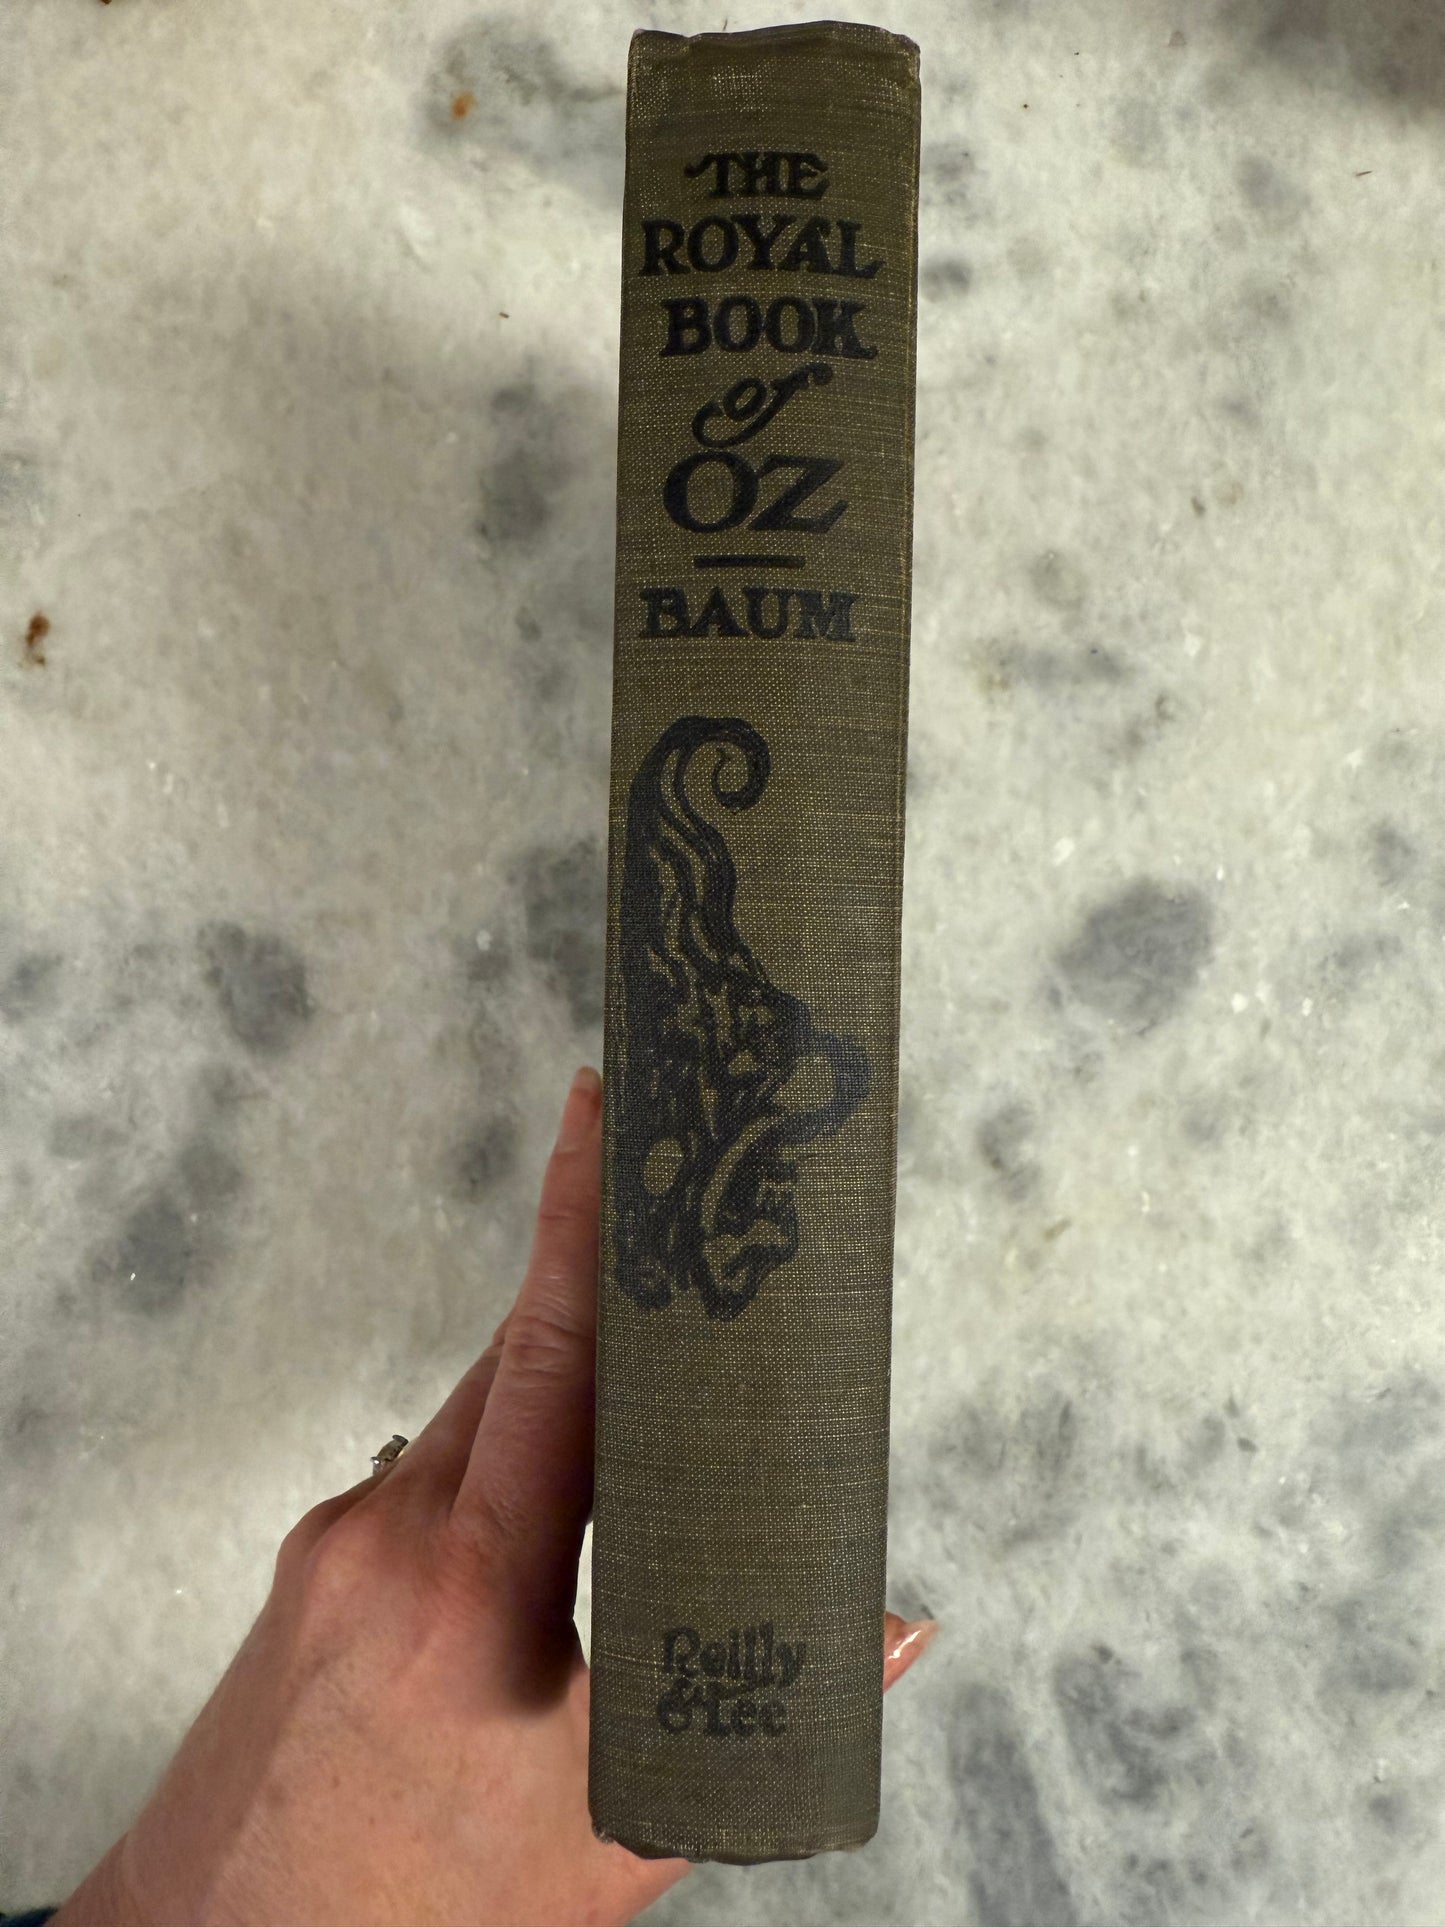 THE
ROYAL
BOOK
of
OZ
BAUM
Reilly
& Lee